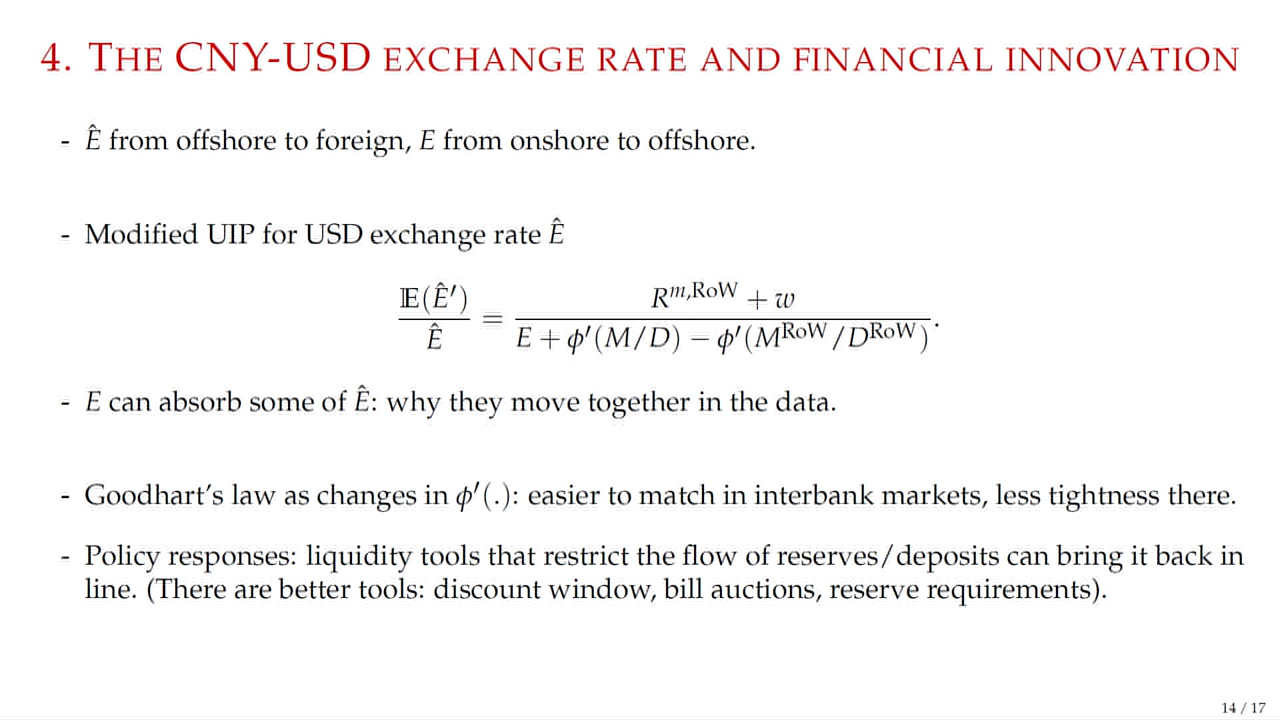 4. THE CNY-USD EXCHANGE RATE AND FINANCIAL INNOVATION
- Ê from offshore to foreign, E from onshore to offshore.
- Modified UIP for USD exchange rate Ê
𝔼(Ê′)/Ê = (R^{m,RoW} + w)/(E + ϕ′(M/D) − ϕ′(M^{RoW}/D^{RoW})).
- E can absorb some of Ê: why they move together in the data.
- Goodhart's law as changes in ϕ′(.): easier to match in interbank markets, less tightness there.
- Policy responses: liquidity tools that restrict the flow of reserves/deposits can bring it back in
line. (There are better tools: discount window, bill auctions, reserve requirements).
14 / 17